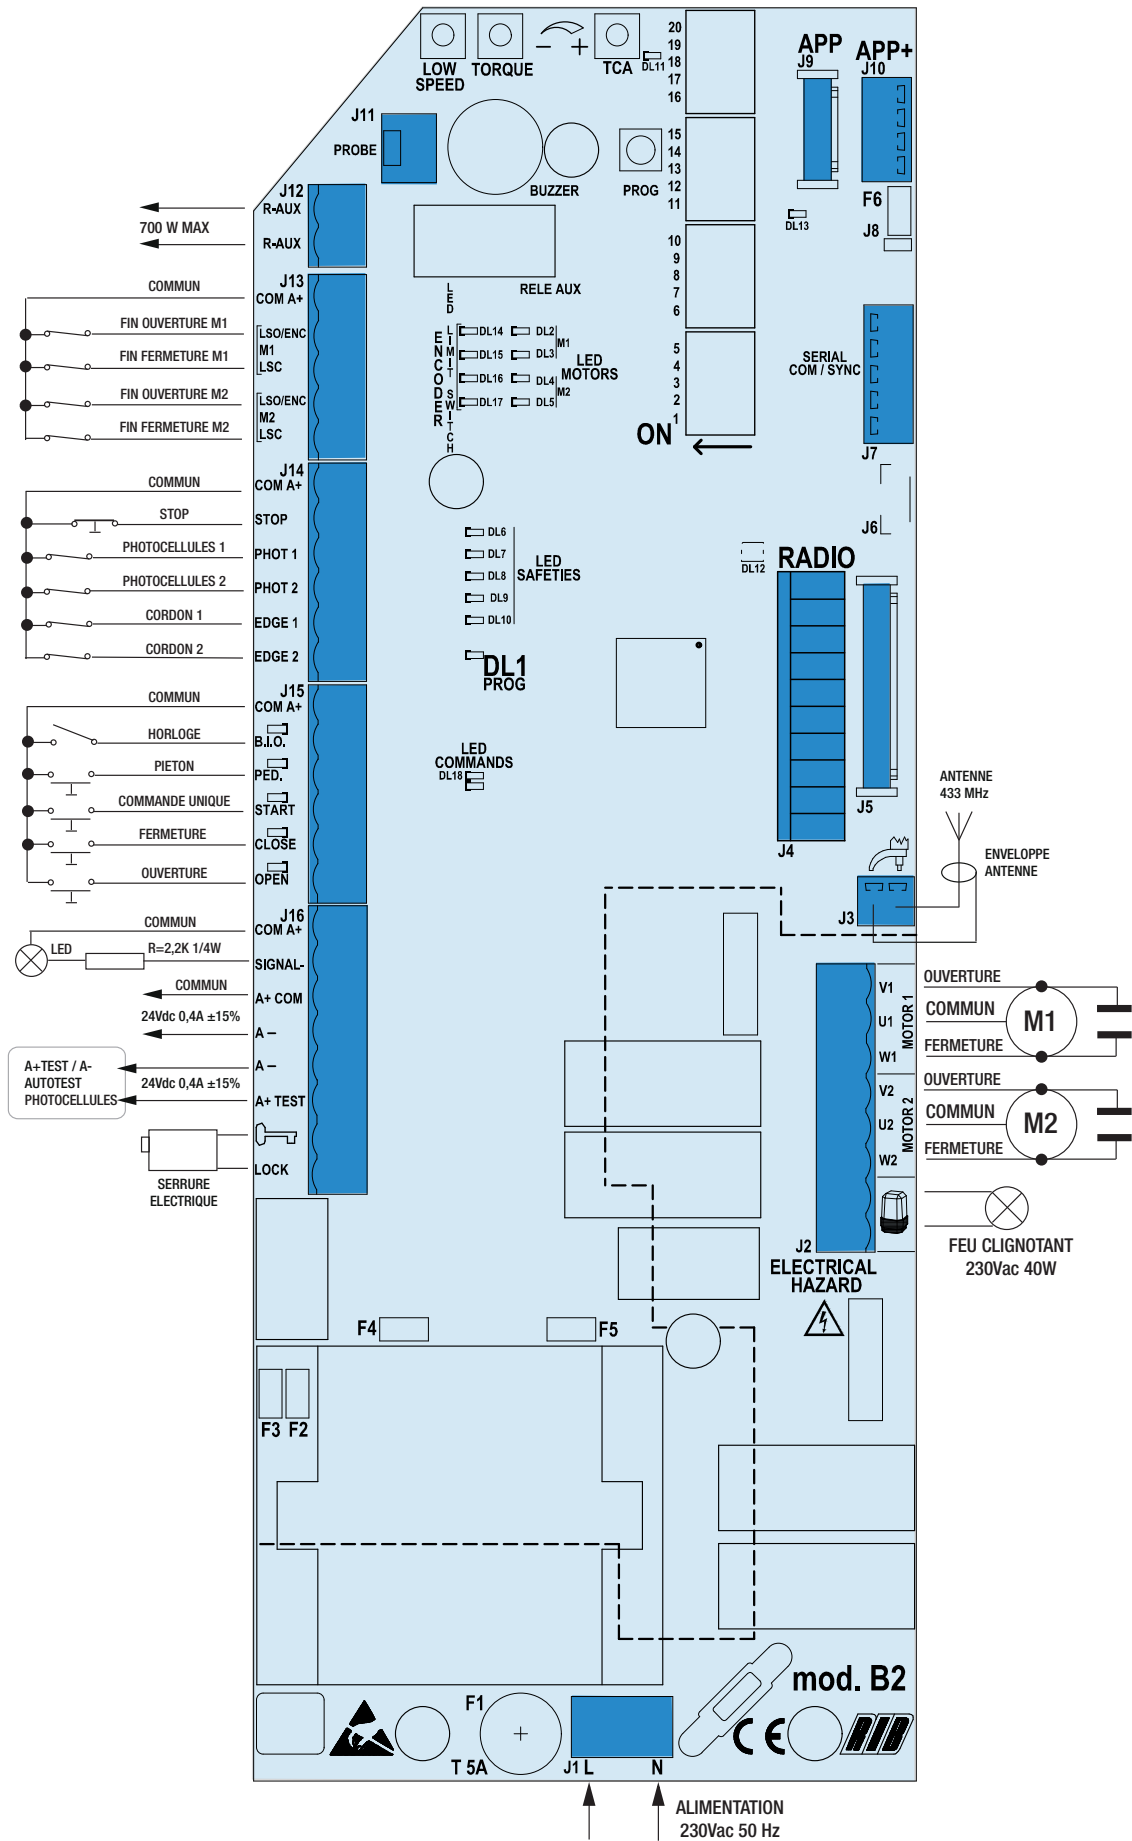 LOW
SPEED
TORQUE
− +
TCA
DL11
20
19
18
17
16
APP
J9
APP+
J10
J11
PROBE
BUZZER
PROG
15
14
13
12
11
DL13
F6
J8
J12
R-AUX
700 W MAX
R-AUX
RELE AUX
10
9
8
7
6
J13
COMMUN
COM A+
FIN OUVERTURE M1
LSO/ENC
M1
FIN FERMETURE M1
LSC
FIN OUVERTURE M2
LSO/ENC
M2
FIN FERMETURE M2
LSC
LED
LIMIT SWITCH
ENCODER
DL14
DL15
DL16
DL17
DL2
DL3
DL4
DL5
M1
M2
LED
MOTORS
5
4
3
2
1
ON
SERIAL
COM / SYNC
J7
J6
J14
COMMUN
COM A+
STOP
STOP
PHOTOCELLULES 1
PHOT 1
PHOTOCELLULES 2
PHOT 2
CORDON 1
EDGE 1
CORDON 2
EDGE 2
DL6
DL7
DL8
DL9
DL10
LED
SAFETIES
DL1
PROG
DL12
RADIO
J4
J5
J15
COMMUN
COM A+
HORLOGE
B.I.O.
PIETON
PED.
COMMANDE UNIQUE
START
FERMETURE
CLOSE
OUVERTURE
OPEN
LED
COMMANDS
DL18
ANTENNE
433 MHz
ENVELOPPE
ANTENNE
J3
J16
COMMUN
COM A+
LED
R=2,2K 1/4W
SIGNAL-
COMMUN
A+ COM
24Vdc 0,4A ±15%
A −
A −
A+TEST / A-
AUTOTEST
PHOTOCELLULES
24Vdc 0,4A ±15%
A+ TEST
LOCK
SERRURE
ELECTRIQUE
V1
U1
W1
MOTOR 1
OUVERTURE
COMMUN
FERMETURE
M1
V2
U2
W2
MOTOR 2
OUVERTURE
COMMUN
FERMETURE
M2
J2
FEU CLIGNOTANT
230Vac 40W
ELECTRICAL
HAZARD
F4
F5
F3
F2
mod. B2
F1
T 5A
J1
L
N
CE
RIB
ALIMENTATION
230Vac 50 Hz